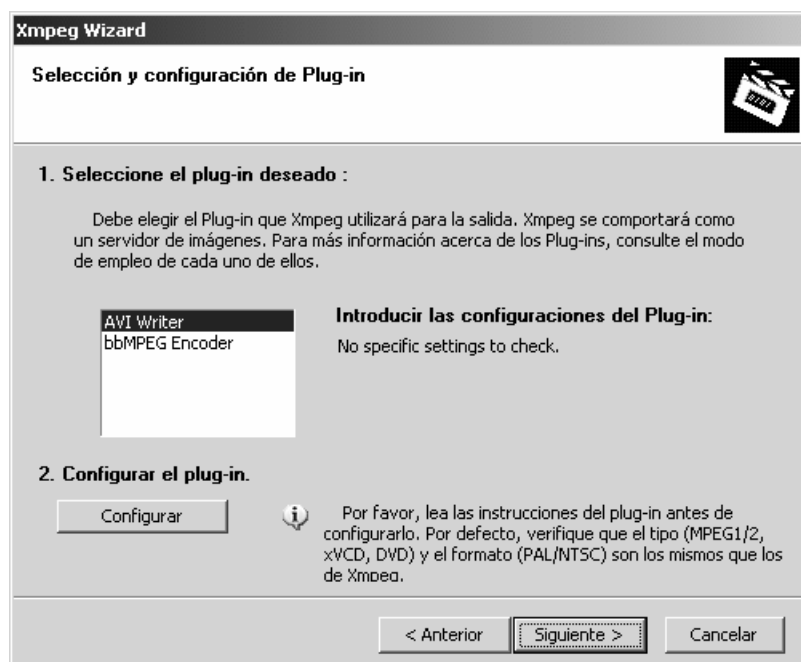 Xmpeg Wizard
Selección y configuración de Plug-in
1. Seleccione el plug-in deseado :
Debe elegir el Plug-in que Xmpeg utilizará para la salida. Xmpeg se comportará como
un servidor de imágenes. Para más información acerca de los Plug-ins, consulte el modo
de empleo de cada uno de ellos.
AVI Writer
bbMPEG Encoder
Introducir las configuraciones del Plug-in:
No specific settings to check.
2. Configurar el plug-in.
Configurar
Por favor, lea las instrucciones del plug-in antes de
configurarlo. Por defecto, verifique que el tipo (MPEG1/2,
xVCD, DVD) y el formato (PAL/NTSC) son los mismos que los
de Xmpeg.
< Anterior
Siguiente >
Cancelar